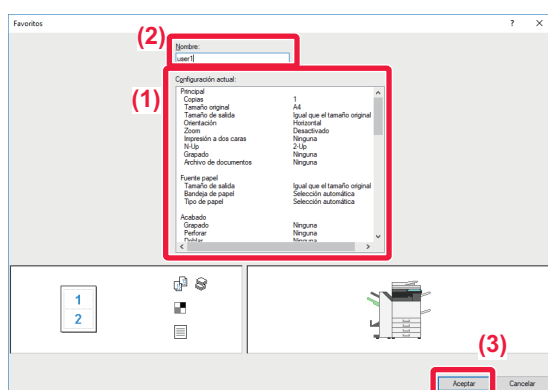 Favoritos ? ×
(2)
Nombre:
user1
(1)
Configuración actual:
Principal
Copias 1
Tamaño original A4
Tamaño de salida Igual que el tamaño original
Orientación Horizontal
Zoom Desactivado
Impresión a dos caras Ninguna
N-Up 2-Up
Grapado Ninguna
Archivo de documentos Ninguna
Fuente papel
Tamaño de salida Igual que el tamaño original
Bandeja de papel Selección automática
Tipo de papel Selección automática
Acabado
Grapado Ninguna
Perforar Ninguna
Doblar Ninguna
1
2
(3)
Aceptar Cancelar